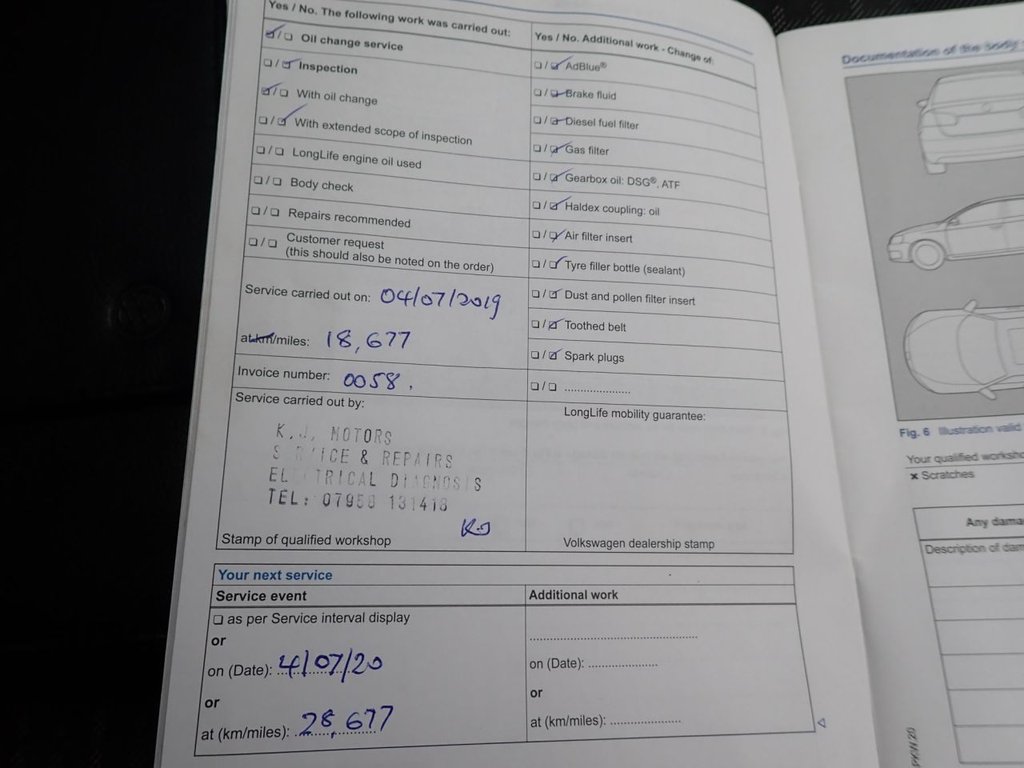 Yes / No. The following work was carried out:
☑/☐ Oil change service
☐/☑ Inspection
☑/☐ With oil change
☐/☑ With extended scope of inspection
☐/☐ LongLife engine oil used
☐/☐ Body check
☐/☐ Repairs recommended
☐/☐ Customer request
(this should also be noted on the order)
Service carried out on: 04/07/2019
at km/miles: 18,677
Invoice number: 0058.
Service carried out by:
K.J. MOTORS
& REPAIRS
DIAGNOSIS
TEL: 07958 131418
KJ
Stamp of qualified workshop
Yes / No. Additional work - Change of:
☐/☑ AdBlue®
☐/☑ Brake fluid
☐/☑ Diesel fuel filter
☐/☑ Gas filter
☐/☑ Gearbox oil: DSG®, ATF
☐/☑ Haldex coupling: oil
☐/☑ Air filter insert
☐/☑ Tyre filler bottle (sealant)
☐/☑ Dust and pollen filter insert
☐/☑ Toothed belt
☐/☑ Spark plugs
☐/☐ ......................
LongLife mobility guarantee:
Volkswagen dealership stamp
Your next service
Service event
☐ as per Service interval display
or
on (Date): 4/07/20
or
at (km/miles): 28,677
Additional work
on (Date): ....................
or
at (km/miles): ....................
Documentation of the body
Fig. 6 Illustration valid
Your qualified worksho
× Scratches
Any dama
Description of dam